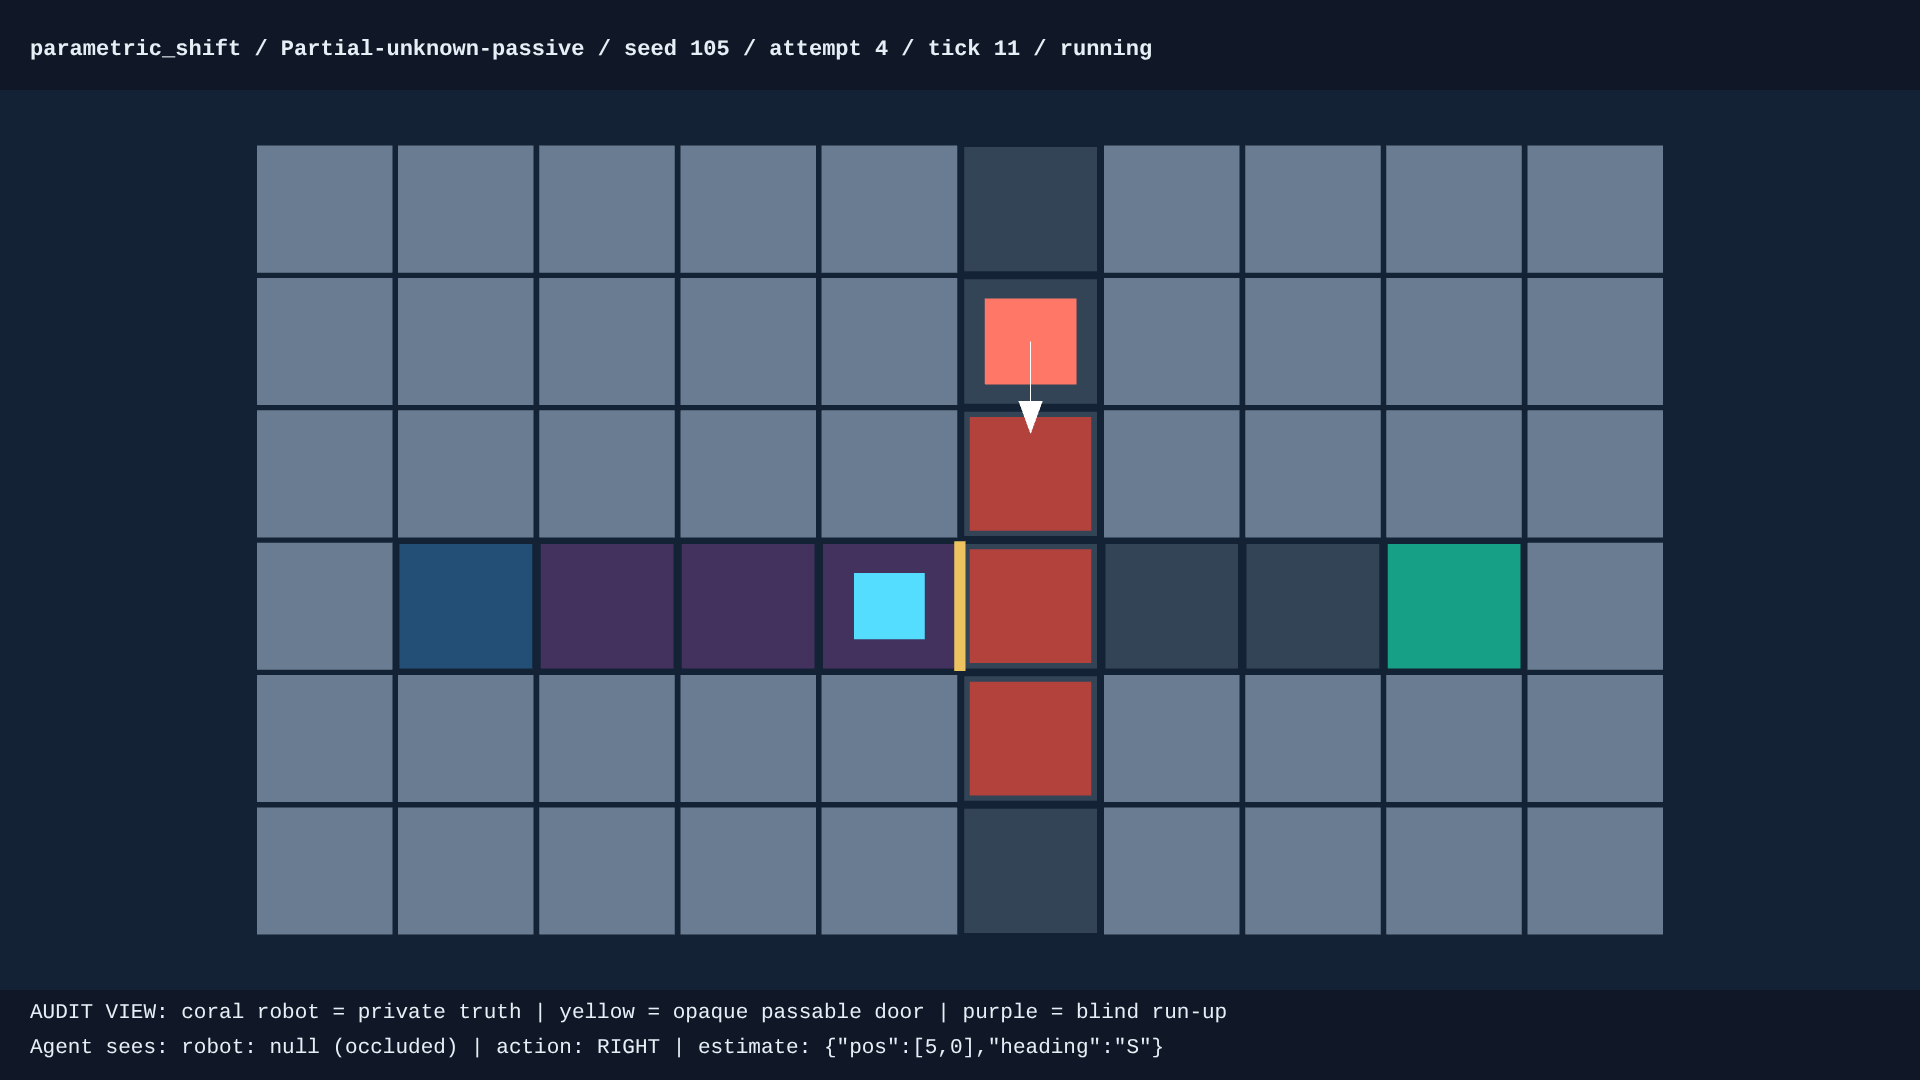 parametric_shift / Partial-unknown-passive / seed 105 / attempt 4 / tick 11 / running
AUDIT VIEW: coral robot = private truth | yellow = opaque passable door | purple = blind run-up
Agent sees: robot: null (occluded) | action: RIGHT | estimate: {"pos":[5,0],"heading":"S"}